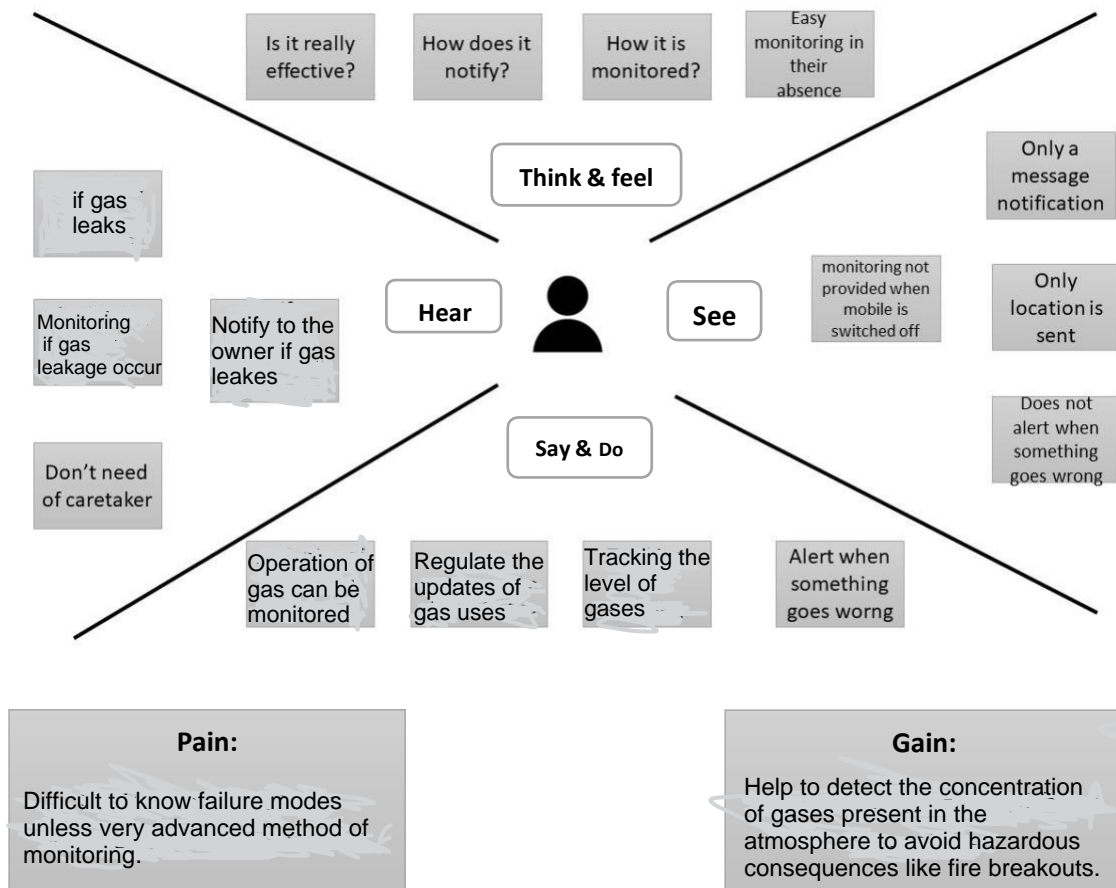 Is it really
effective?
How does it
notify?
How it is
monitored?
Easy
monitoring in
their
absence
Think & feel
if gas
leaks
Monitoring
if gas
leakage occur
Notify to the
owner if gas
leakes
Don't need
of caretaker
Hear
See
Only a
message
notification
monitoring not
provided when
mobile is
switched off
Only
location is
sent
Does not
alert when
something
goes wrong
Say & Do
Operation of
gas can be
monitored
Regulate the
updates of
gas uses
Tracking the
level of
gases
Alert when
something
goes worng
Pain:
Difficult to know failure modes
unless very advanced method of
monitoring.
Gain:
Help to detect the concentration
of gases present in the
atmosphere to avoid hazardous
consequences like fire breakouts.